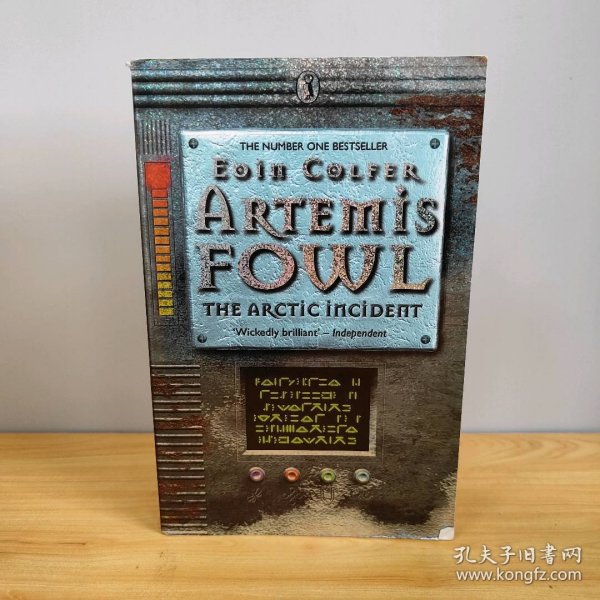 THE NUMBER ONE BESTSELLER
EOIN COLFER
ARTEMIS
FOWL
THE ARCTIC INCIDENT
'Wickedly brilliant' – Independent
孔夫子旧书网
www.kongfz.com